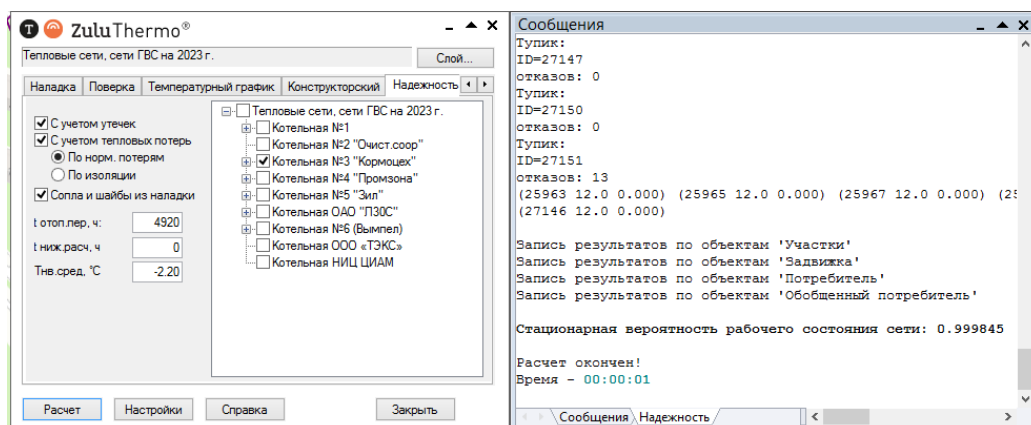 ZuluThermo®
Тепловые сети, сети ГВС на 2023 г.
Слой...
Наладка
Поверка
Температурный график
Конструкторский
Надежность
С учетом утечек
С учетом тепловых потерь
По норм. потерям
По изоляции
Сопла и шайбы из наладки
t отоп.пер, ч: 4920
t ниж.расч, ч 0
Tнв.сред, °C -2.20
Тепловые сети, сети ГВС на 2023 г.
Котельная №1
Котельная №2 "Очист.соор"
Котельная №3 "Кормоцех"
Котельная №4 "Промзона"
Котельная №5 "Зил"
Котельная ОАО "ЛЗОС"
Котельная №6 (Вымпел)
Котельная ООО «ТЭКС»
Котельная НИЦ ЦИАМ
Расчет
Настройки
Справка
Закрыть
Сообщения
Тупик:
ID=27147
отказов: 0
Тупик:
ID=27150
отказов: 0
Тупик:
ID=27151
отказов: 13
(25963 12.0 0.000) (25965 12.0 0.000) (25967 12.0 0.000)
(27146 12.0 0.000)
Запись результатов по объектам 'Участки'
Запись результатов по объектам 'Задвижка'
Запись результатов по объектам 'Потребитель'
Запись результатов по объектам 'Обобщенный потребитель'
Стационарная вероятность рабочего состояния сети: 0.999845
Расчет окончен!
Время - 00:00:01
Сообщения
Надежность